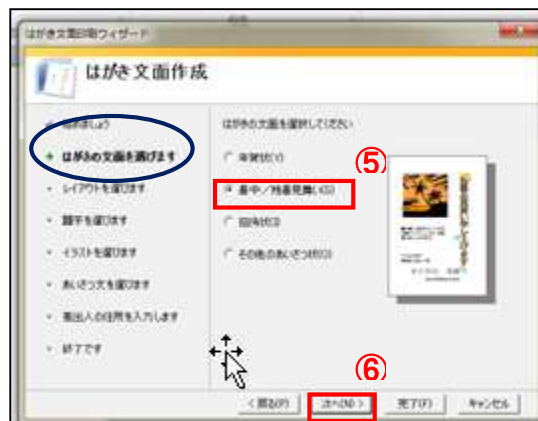 はがき文面印刷ウィザード
はがき文面作成
始めましょう
はがきの文面を選びます
レイアウトを選びます
題字を選びます
イラストを選びます
あいさつ文を選びます
差出人の住所を入力します
終了です
はがきの文面を選択してください
年賀状(Y)
⑤
暑中/残暑見舞い(S)
招待状(I)
その他のあいさつ状(O)
⑥
< 戻る(P)
次へ(N) >
完了(F)
キャンセル